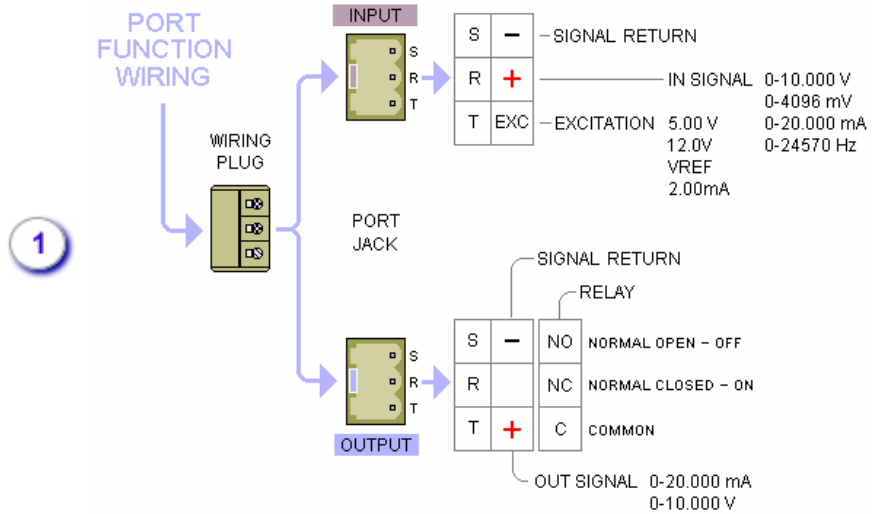 PORT
FUNCTION
WIRING
INPUT
S
R
T
S − SIGNAL RETURN
R + IN SIGNAL 0-10.000 V
0-4096 mV
T EXC EXCITATION 5.00 V 0-20.000 mA
12.0V 0-24570 Hz
VREF
2.00mA
WIRING
PLUG
1
PORT
JACK
SIGNAL RETURN
RELAY
S
R
T
S − NO NORMAL OPEN – OFF
R NC NORMAL CLOSED – ON
T + C COMMON
OUTPUT
OUT SIGNAL 0-20.000 mA
0-10.000 V